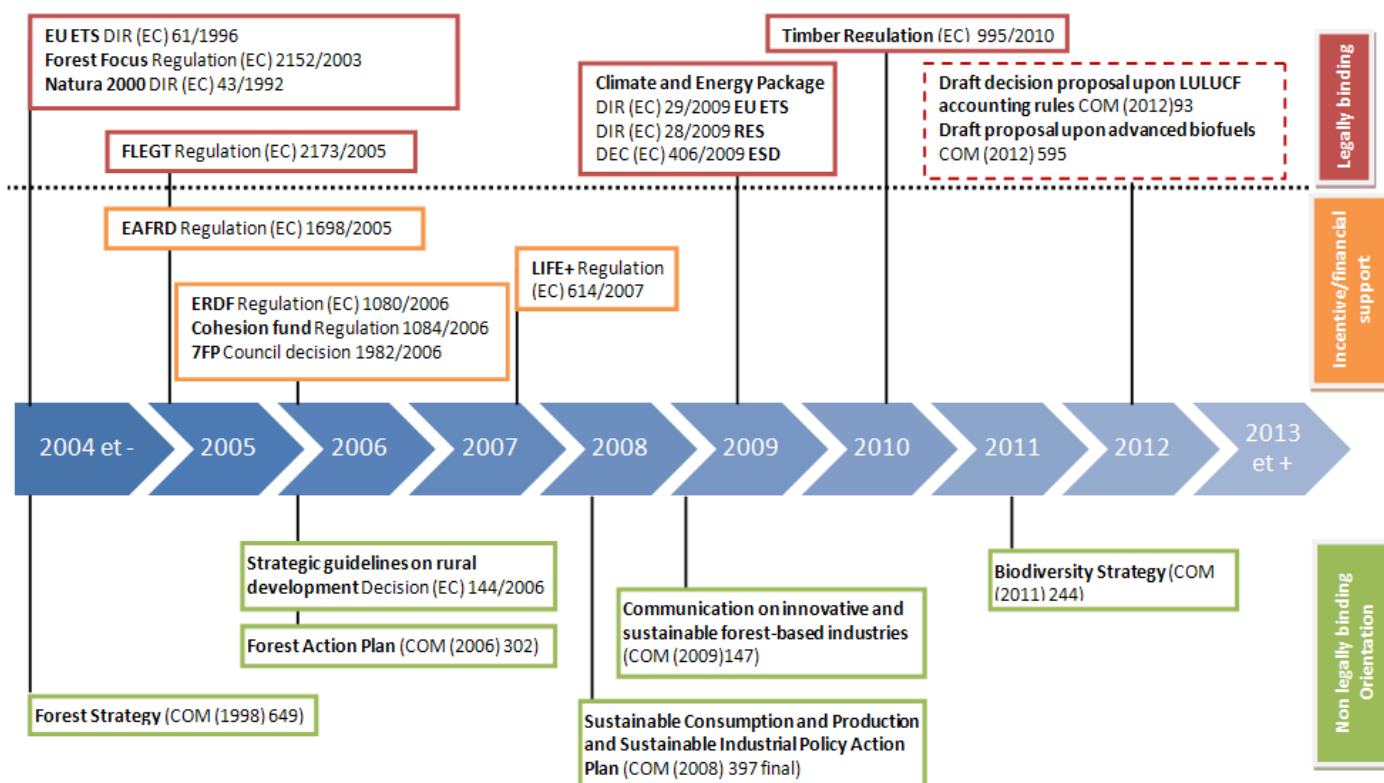 EU ETS DIR (EC) 61/1996
Forest Focus Regulation (EC) 2152/2003
Natura 2000 DIR (EC) 43/1992
FLEGT Regulation (EC) 2173/2005
Climate and Energy Package
DIR (EC) 29/2009 EU ETS
DIR (EC) 28/2009 RES
DEC (EC) 406/2009 ESD
Timber Regulation (EC) 995/2010
Draft decision proposal upon LULUCF
accounting rules COM (2012)93
Draft proposal upon advanced biofuels
COM (2012) 595
Legally binding
EAFRD Regulation (EC) 1698/2005
ERDF Regulation (EC) 1080/2006
Cohesion fund Regulation 1084/2006
7FP Council decision 1982/2006
LIFE+ Regulation
(EC) 614/2007
Incentive/financial
support
2004 et -
2005
2006
2007
2008
2009
2010
2011
2012
2013
et +
Strategic guidelines on rural
development Decision (EC) 144/2006
Forest Action Plan (COM (2006) 302)
Forest Strategy (COM (1998) 649)
Communication on innovative and
sustainable forest-based industries
(COM (2009)147)
Sustainable Consumption and Production
and Sustainable Industrial Policy Action
Plan (COM (2008) 397 final)
Biodiversity Strategy (COM
(2011) 244)
Non legally binding
Orientation